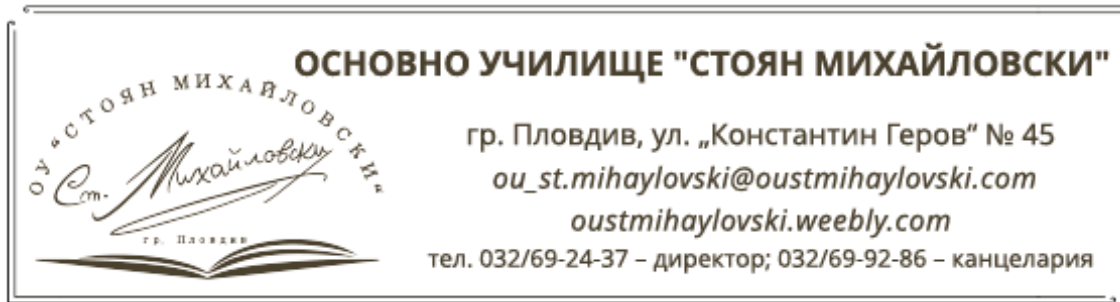 ОУ "СТОЯН МИХАЙЛОВСКИ"
Ст. Михайловски
гр. Пловдив
ОСНОВНО УЧИЛИЩЕ "СТОЯН МИХАЙЛОВСКИ"
гр. Пловдив, ул. „Константин Геров“ № 45
ou_st.mihaylovski@oustmihaylovski.com
oustmihaylovski.weebly.com
тел. 032/69-24-37 – директор; 032/69-92-86 – канцелария